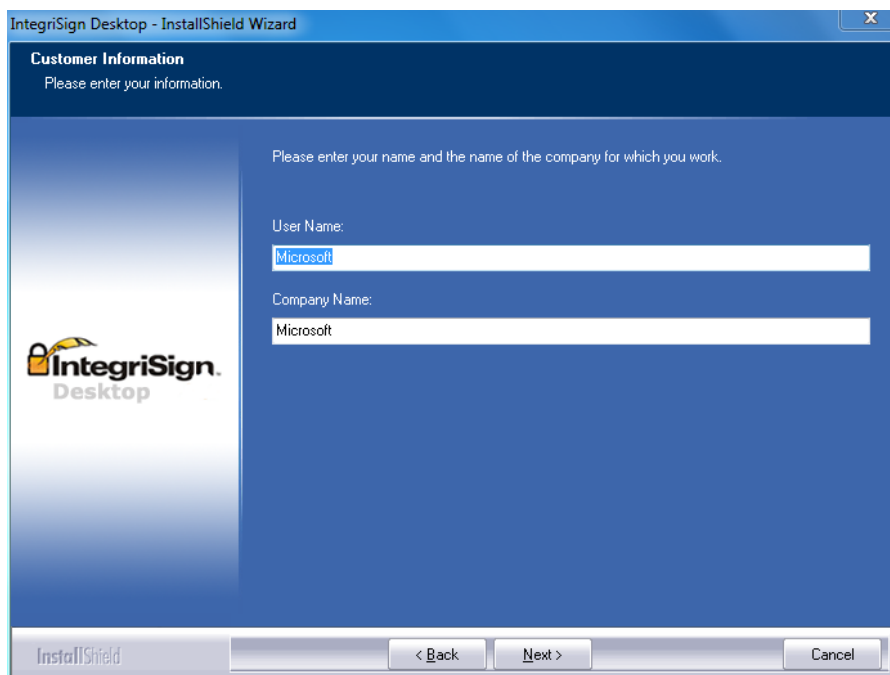 IntegriSign Desktop - InstallShield Wizard
X
Customer Information
Please enter your information.
Please enter your name and the name of the company for which you work.
User Name:
Microsoft
Company Name:
Microsoft
IntegriSign™
Desktop
InstallShield
< Back
Next >
Cancel